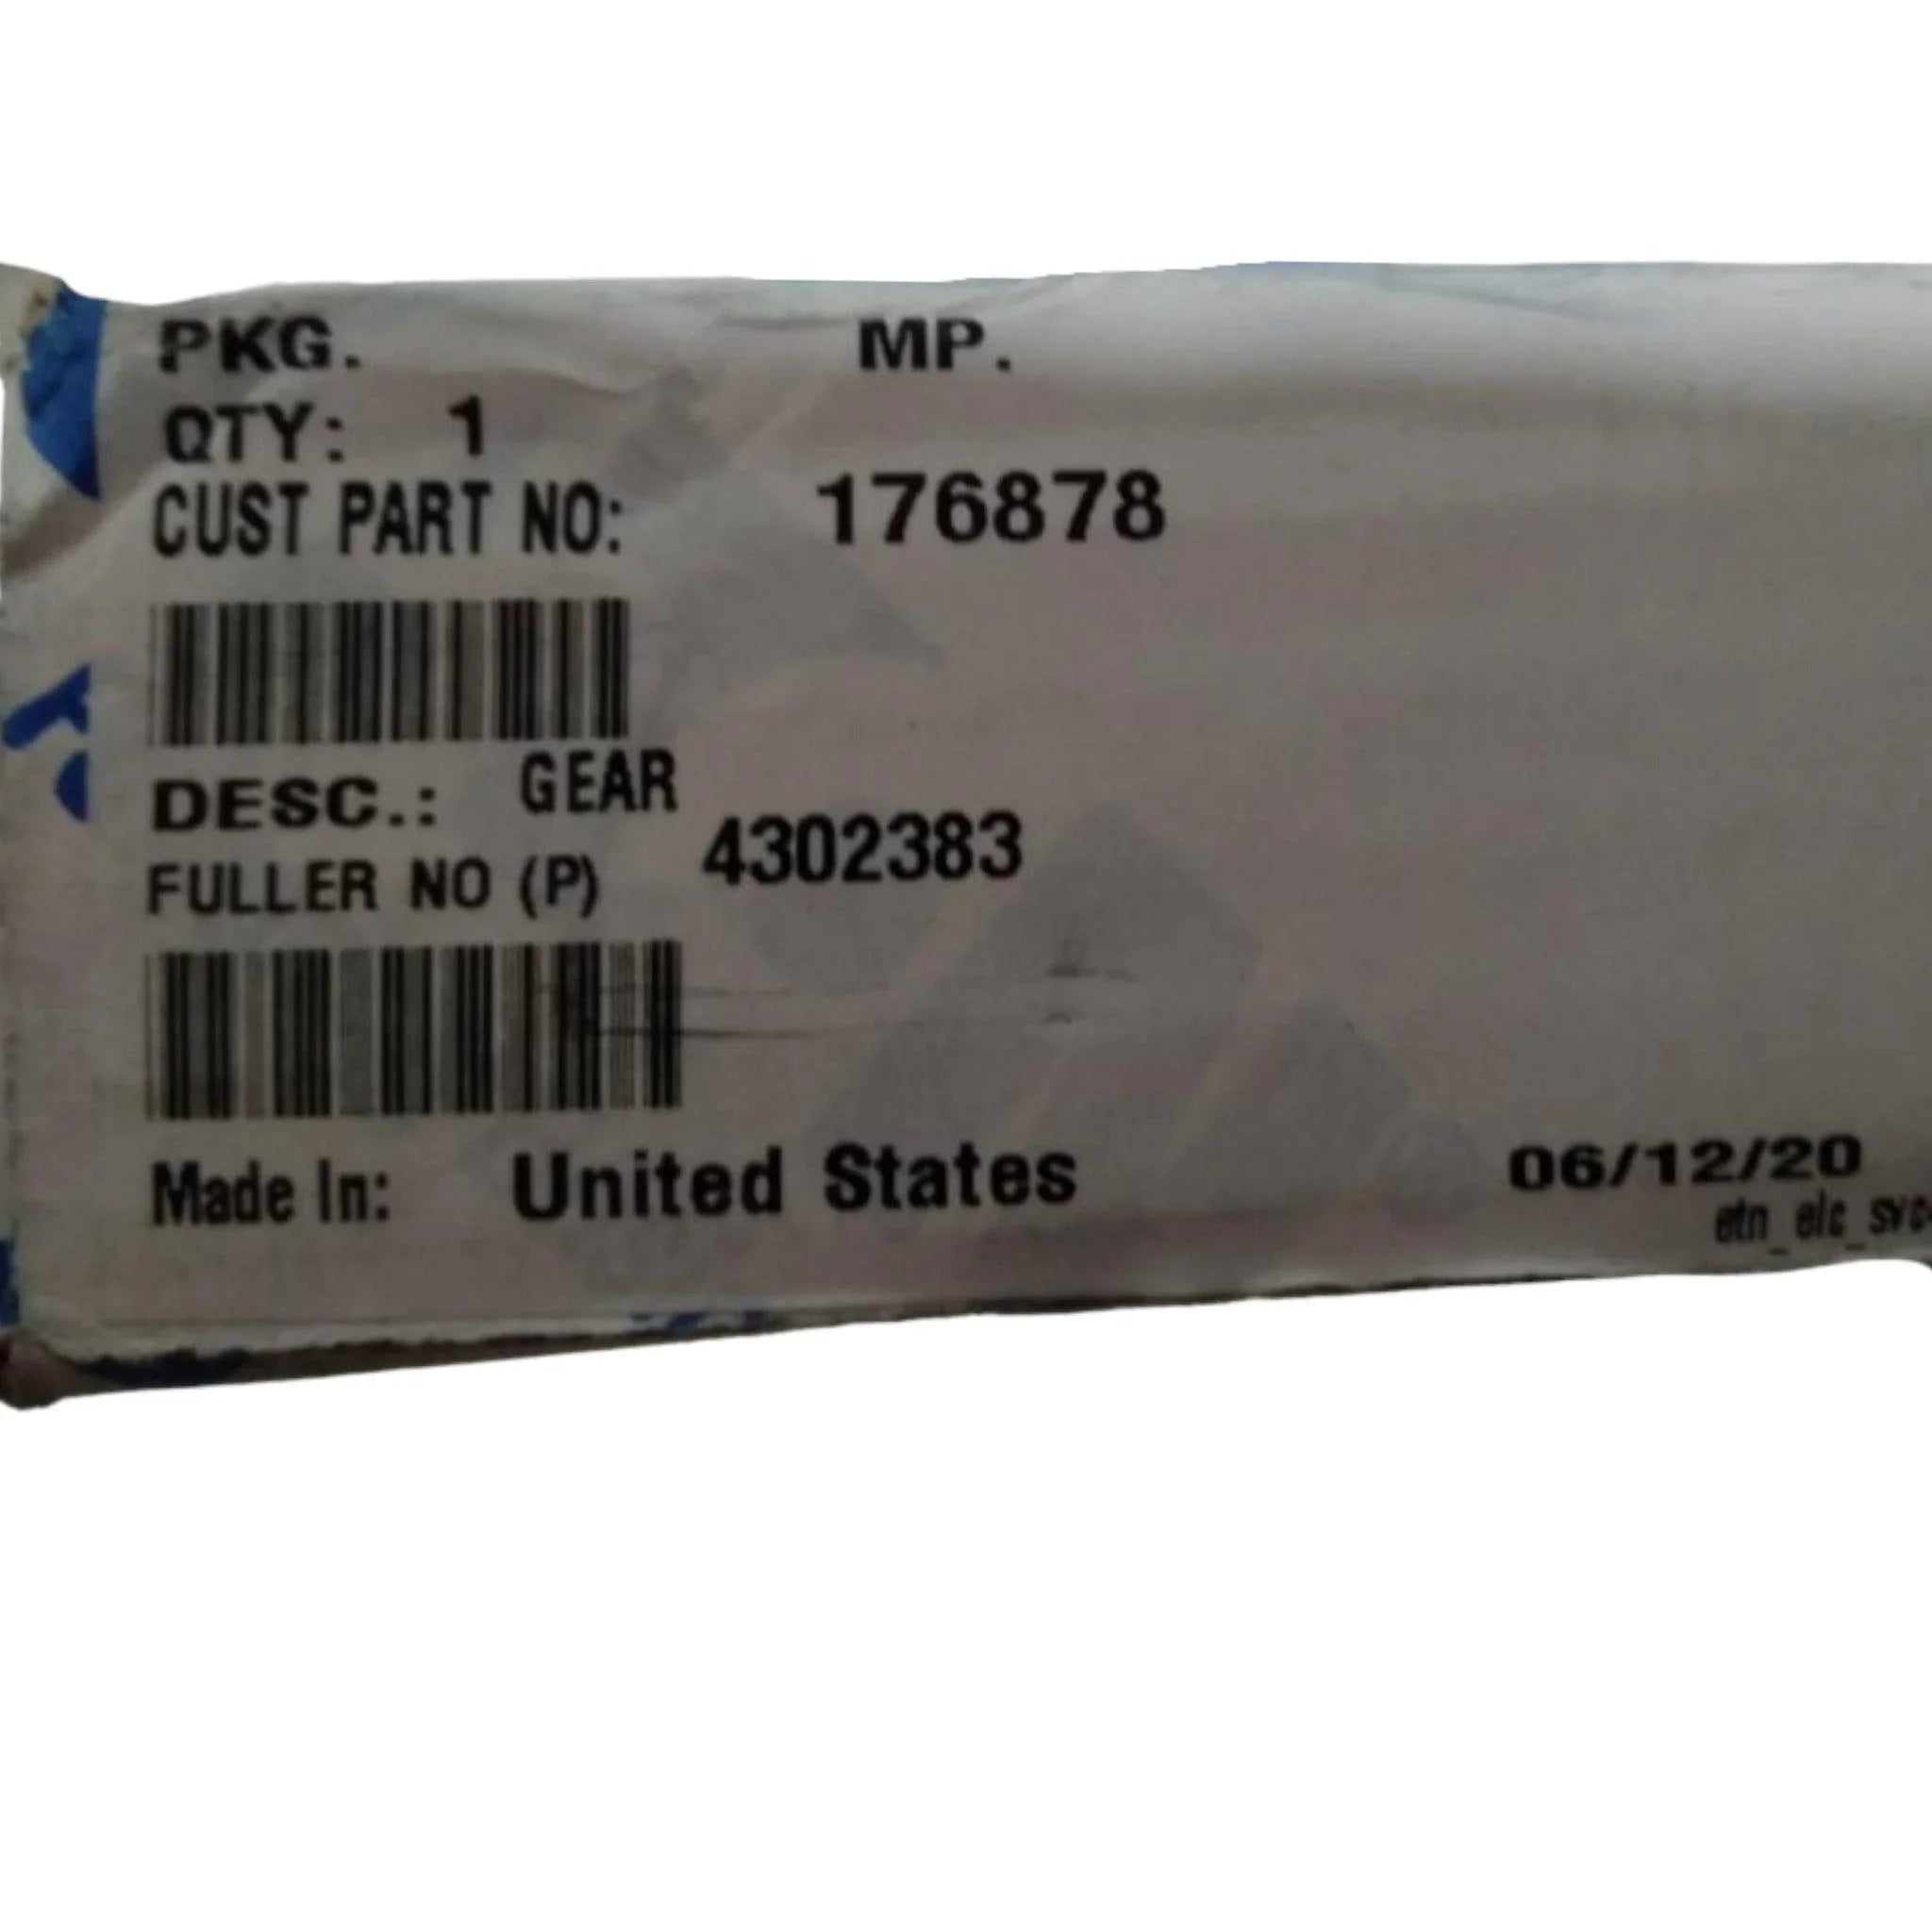 PKG. MP.
QTY: 1
CUST PART NO: 176878
DESC.: GEAR
FULLER NO (P) 4302383
Made In: United States
06/12/20
etn_elc_svc